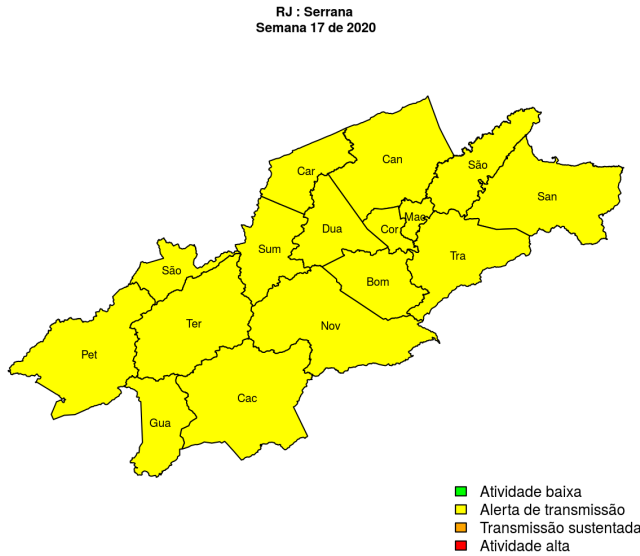 RJ : Serrana
Semana 17 de 2020
Can
São
Car
San
Mac
Cor
Dua
Sum
Tra
São
Bom
Ter
Nov
Pet
Cac
Gua
Atividade baixa
Alerta de transmissão
Transmissão sustentada
Atividade alta